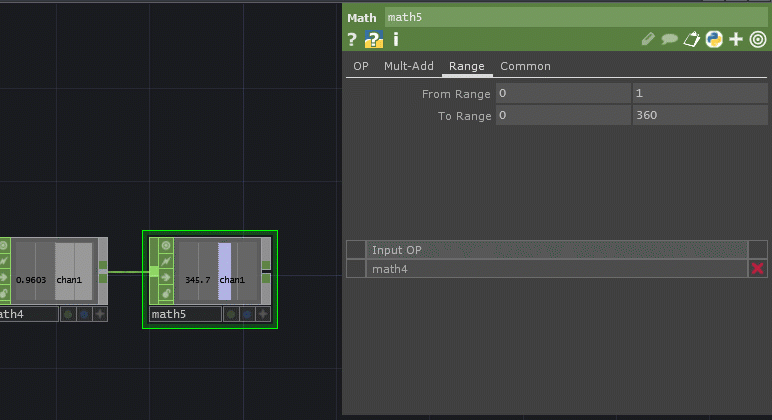 Math math5
? ? i
OP Mult-Add Range Common
From Range 0 1
To Range 0 360
Input OP
math4
0.9603 chan1
345.7 chan1
ath4
math5